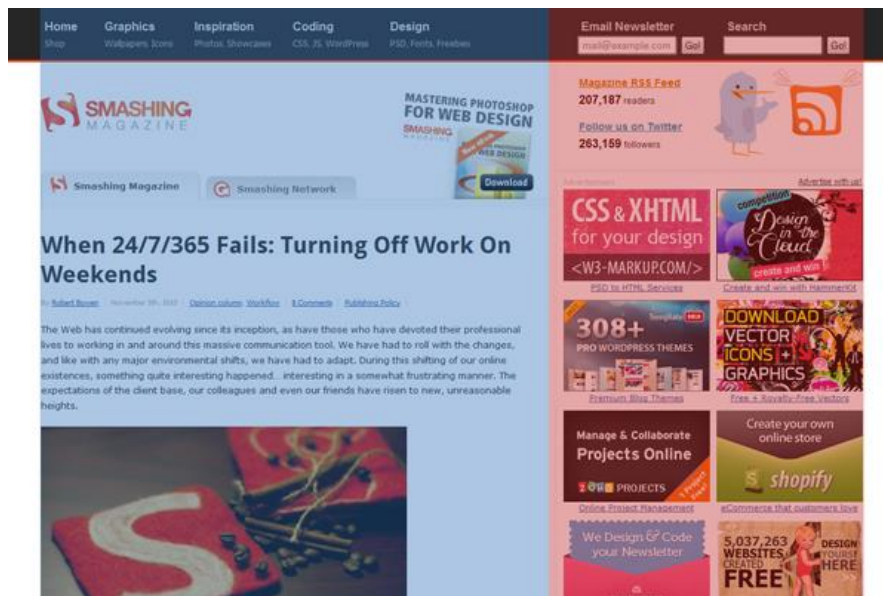 Home Graphics Inspiration Coding Design
Shop Wallpapers, Icons Photos, Showcases CSS, JS, WordPress PSD, Fonts, Freebies
Email Newsletter Search
mail@example.com Go! Go!
SMASHING
MAGAZINE
MASTERING PHOTOSHOP
FOR WEB DESIGN
SMASHING
Download
Smashing Magazine Smashing Network
When 24/7/365 Fails: Turning Off Work On
Weekends
By Robert Bowen November 5th, 2010 Opinion column, Workflow 8 Comments Publishing Policy
The Web has continued evolving since its inception, as have those who have devoted their professional
lives to working in and around this massive communication tool. We have had to roll with the changes,
and like with any major environmental shifts, we have had to adapt. During this shifting of our online
existences, something quite interesting happened… interesting in a somewhat frustrating manner. The
expectations of the client base, our colleagues and even our friends have risen to new, unreasonable
heights.
Magazine RSS Feed
207,187 readers
Follow us on Twitter
263,159 followers
Advertise with us!
CSS & XHTML
for your design
<W3-MARKUP.COM/>
PSD to HTML Services
competition
Design
in the
Cloud
create and win
Create and win with HammerKit
TemplateSOLD
308+
PRO WORDPRESS THEMES
Premium Blog Themes
DOWNLOAD
VECTOR
ICONS +
GRAPHICS
Free + Royalty-Free Vectors
Manage & Collaborate
Projects Online
ZOHO PROJECTS
1 Project Free!
Online Project Management
Create your own
online store
shopify
eCommerce that customers love
We Design & Code
your Newsletter
5,037,263
WEBSITES
CREATED
FREE
DESIGN
YOURS
HERE
>>